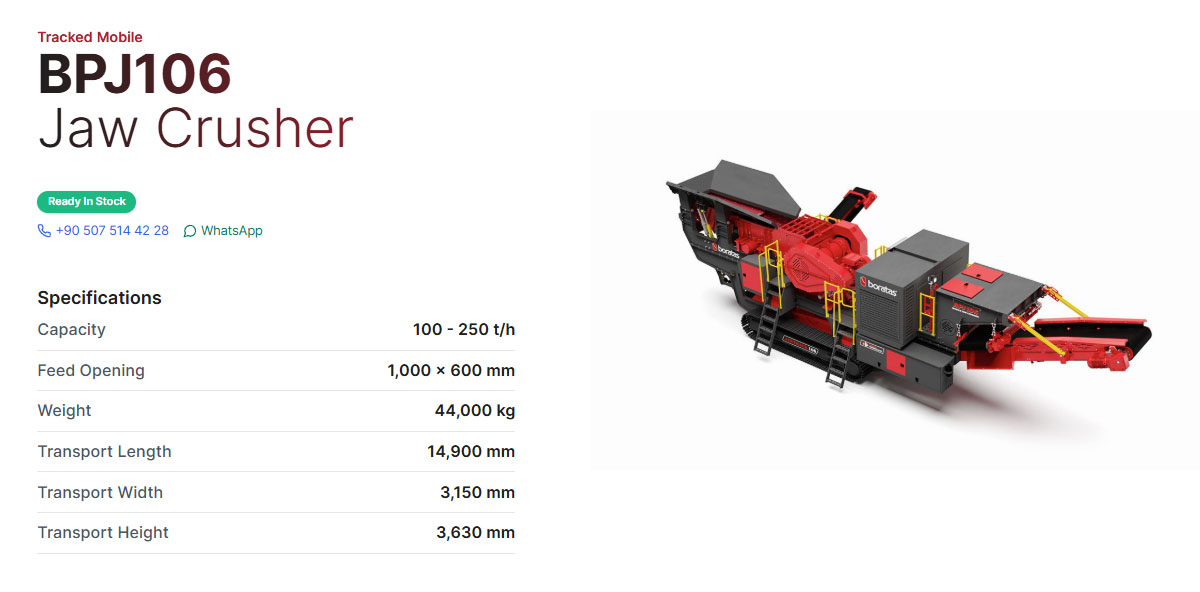 Tracked Mobile
BPJ106
Jaw Crusher
Ready In Stock
+90 507 514 42 28 WhatsApp
Specifications
Capacity 100 - 250 t/h
Feed Opening 1,000 × 600 mm
Weight 44,000 kg
Transport Length 14,900 mm
Transport Width 3,150 mm
Transport Height 3,630 mm
boratas
boratas